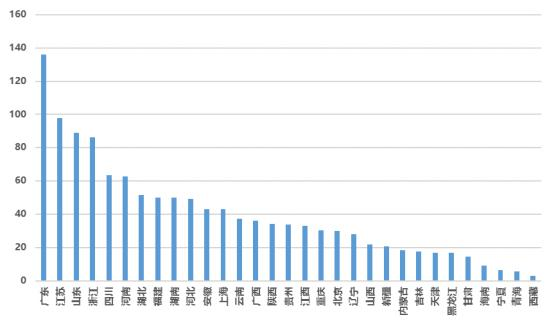 160
140
120
100
80
60
40
20
0
广东
江苏
山东
浙江
四川
河南
湖北
福建
湖南
河北
安徽
上海
云南
广西
陕西
贵州
江西
重庆
北京
辽宁
山西
新疆
内蒙古
吉林
天津
黑龙江
甘肃
海南
宁夏
青海
西藏